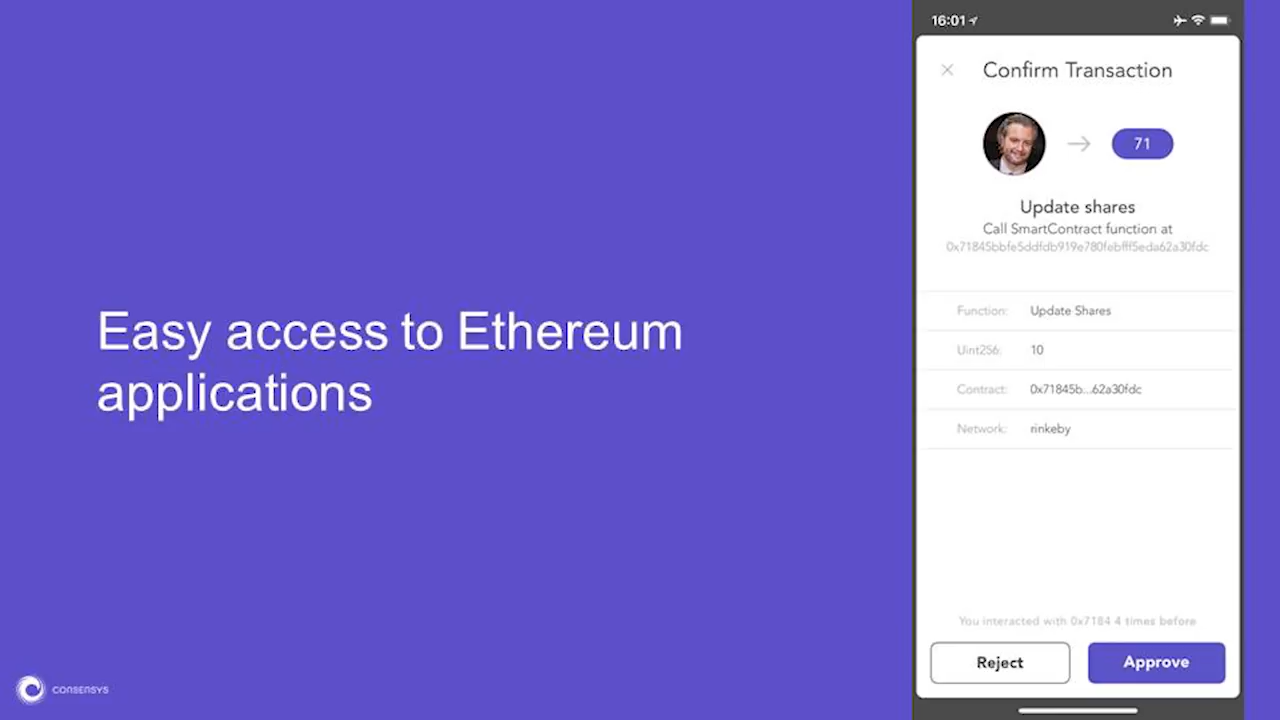 Easy access to Ethereum
applications
CONSENSYS
16:01
Confirm Transaction
71
Update shares
Call SmartContract function at
0x71845bbfe5ddfdb919e780febfff5eda62a30fdc
Function: Update Shares
Uint256: 10
Contract: 0x71845b...62a30fdc
Network: rinkeby
You interacted with 0x7184 4 times before
Reject Approve